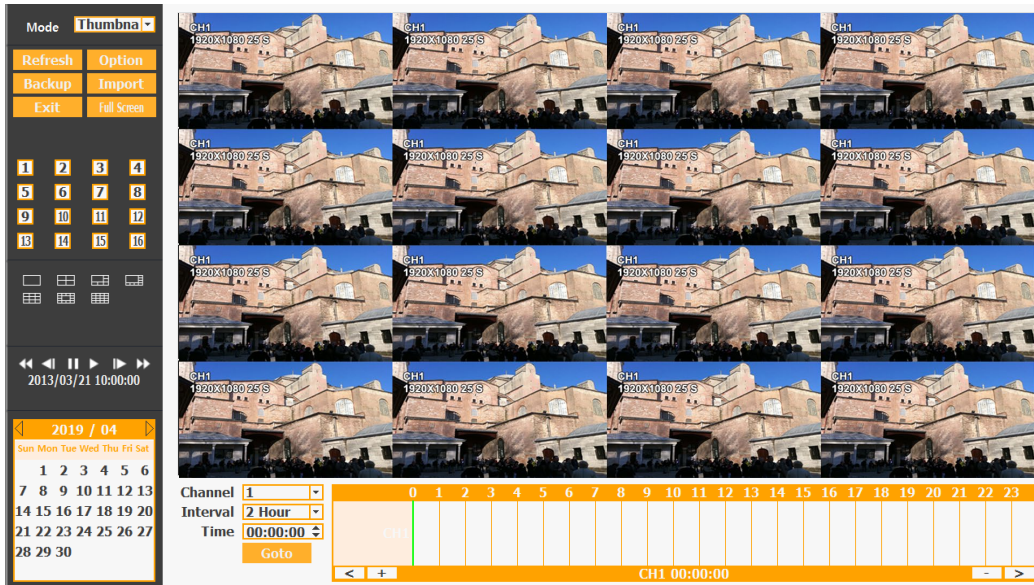 Mode Thumbna
Refresh Option
Backup Import
Exit Full Screen
1 2 3 4
5 6 7 8
9 10 11 12
13 14 15 16
2013/03/21 10:00:00
2019 / 04
Sun Mon Tue Wed Thu Fri Sat
1 2 3 4 5 6
7 8 9 10 11 12 13
14 15 16 17 18 19 20
21 22 23 24 25 26 27
28 29 30
CH1 CH1 CH1 CH1
1920X1080 25 S 1920X1080 25 S 1920X1080 25 S 1920X1080 25 S
CH1 CH1 CH1 CH1
1920X1080 25 S 1920X1080 25 S 1920X1080 25 S 1920X1080 25 S
CH1 CH1 CH1 CH1
1920X1080 25 S 1920X1080 25 S 1920X1080 25 S 1920X1080 25 S
CH1 CH1 CH1 CH1
1920X1080 25 S 1920X1080 25 S 1920X1080 25 S 1920X1080 25 S
Channel 1
Interval 2 Hour
Time 00:00:00
Goto
0 1 2 3 4 5 6 7 8 9 10 11 12 13 14 15 16 17 18 19 20 21 22 23
CH1
< + CH1 00:00:00 - >